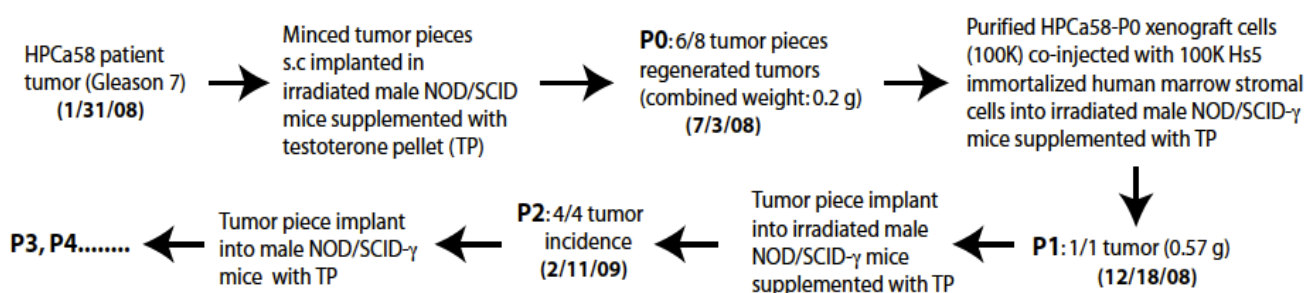 HPCa58 patient
tumor (Gleason 7)
(1/31/08)
Minced tumor pieces
s.c implanted in
irradiated male NOD/SCID
mice supplemented with
testoterone pellet (TP)
P0: 6/8 tumor pieces
regenerated tumors
(combined weight: 0.2 g)
(7/3/08)
Purified HPCa58-P0 xenograft cells
(100K) co-injected with 100K Hs5
immortalized human marrow stromal
cells into irradiated male NOD/SCID-γ
mice supplemented with TP
P1: 1/1 tumor (0.57 g)
(12/18/08)
Tumor piece implant
into irradiated male
NOD/SCID-γ mice
supplemented with TP
P2: 4/4 tumor
incidence
(2/11/09)
Tumor piece implant
into male NOD/SCID-γ
mice with TP
P3, P4........